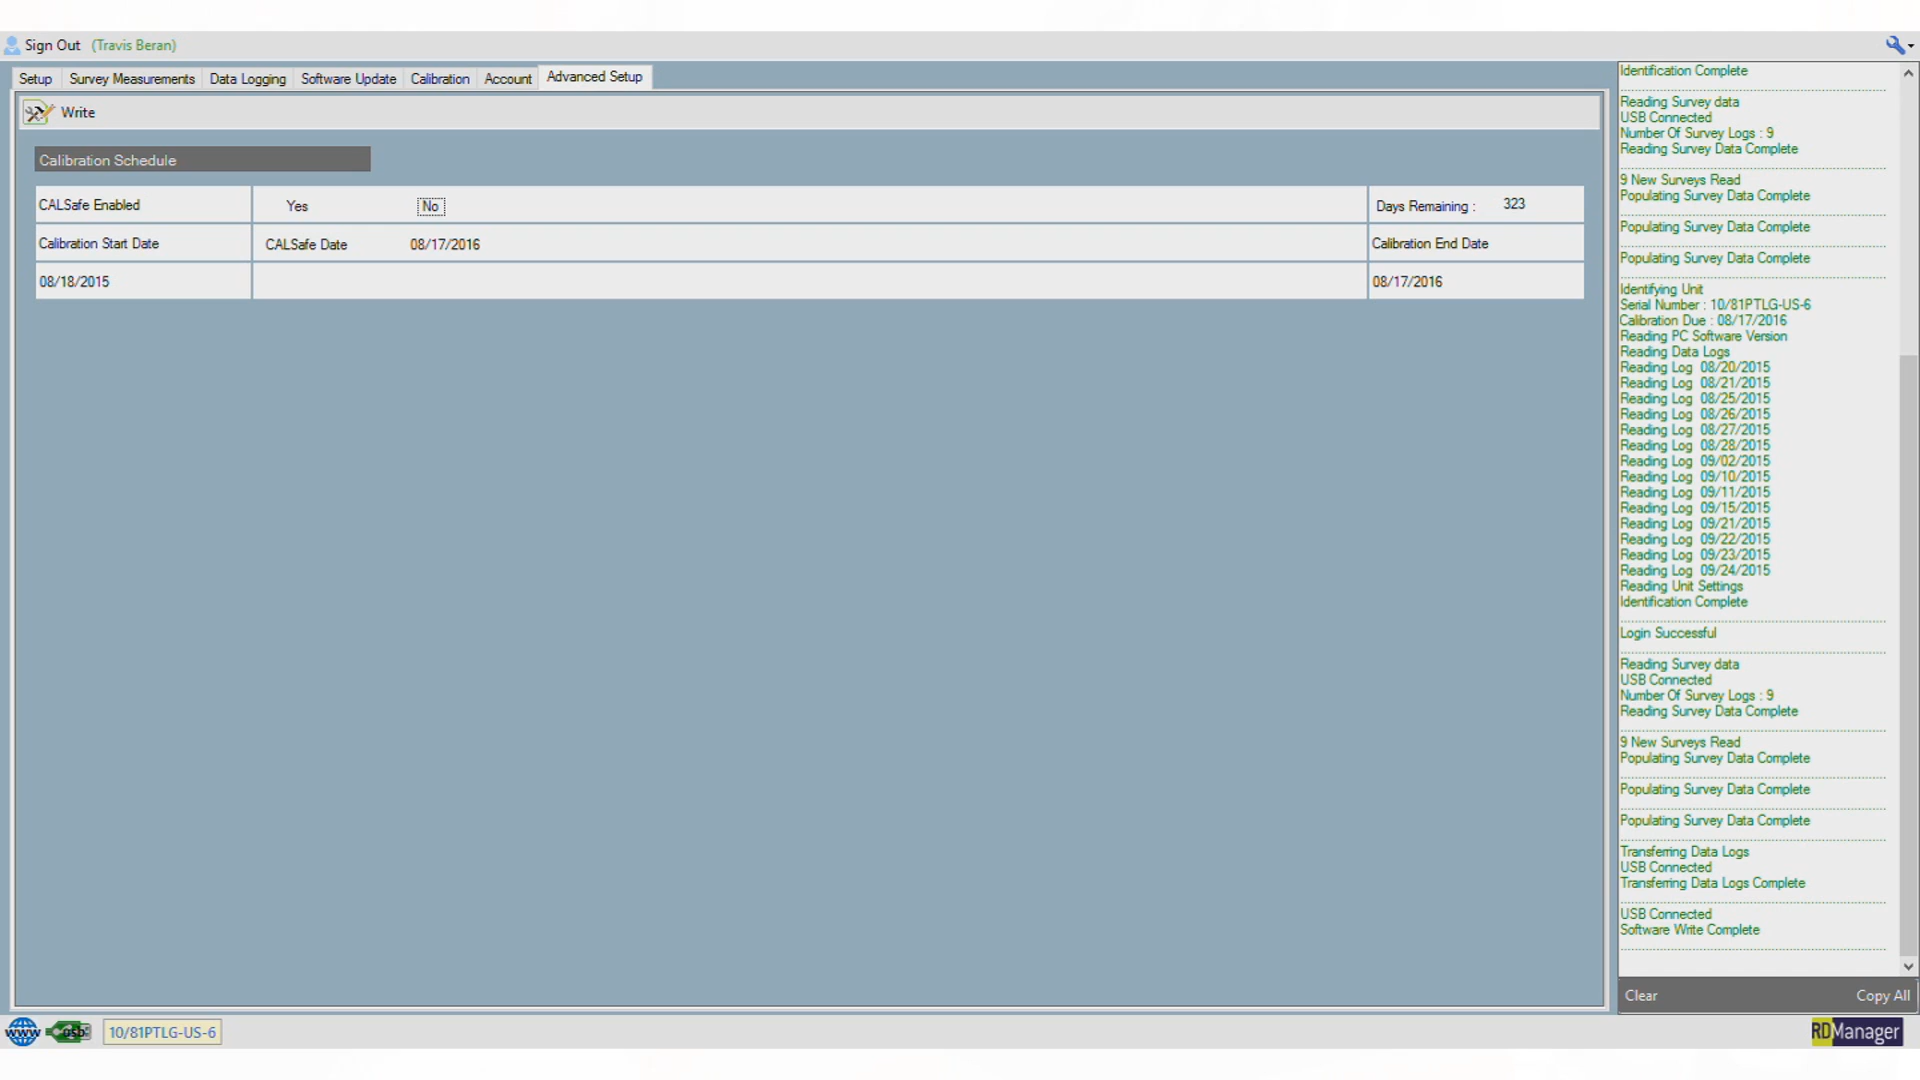 Sign Out (Travis Beran)
Setup Survey Measurements Data Logging Software Update Calibration Account Advanced Setup
Write
Calibration Schedule
CALSafe Enabled Yes No Days Remaining : 323
Calibration Start Date CALSafe Date 08/17/2016 Calibration End Date
08/18/2015 08/17/2016
Identification Complete
Reading Survey data
USB Connected
Number Of Survey Logs : 9
Reading Survey Data Complete
9 New Surveys Read
Populating Survey Data Complete
Populating Survey Data Complete
Populating Survey Data Complete
Identifying Unit
Serial Number : 10/81PTLG-US-6
Calibration Due : 08/17/2016
Reading PC Software Version
Reading Data Logs
Reading Log 08/20/2015
Reading Log 08/21/2015
Reading Log 08/25/2015
Reading Log 08/26/2015
Reading Log 08/27/2015
Reading Log 08/28/2015
Reading Log 09/02/2015
Reading Log 09/10/2015
Reading Log 09/11/2015
Reading Log 09/15/2015
Reading Log 09/21/2015
Reading Log 09/22/2015
Reading Log 09/23/2015
Reading Log 09/24/2015
Reading Unit Settings
Identification Complete
Login Successful
Reading Survey data
USB Connected
Number Of Survey Logs : 9
Reading Survey Data Complete
9 New Surveys Read
Populating Survey Data Complete
Populating Survey Data Complete
Populating Survey Data Complete
Transferring Data Logs
USB Connected
Transferring Data Logs Complete
USB Connected
Software Write Complete
Clear Copy All
www usb 10/81PTLG-US-6 RDManager